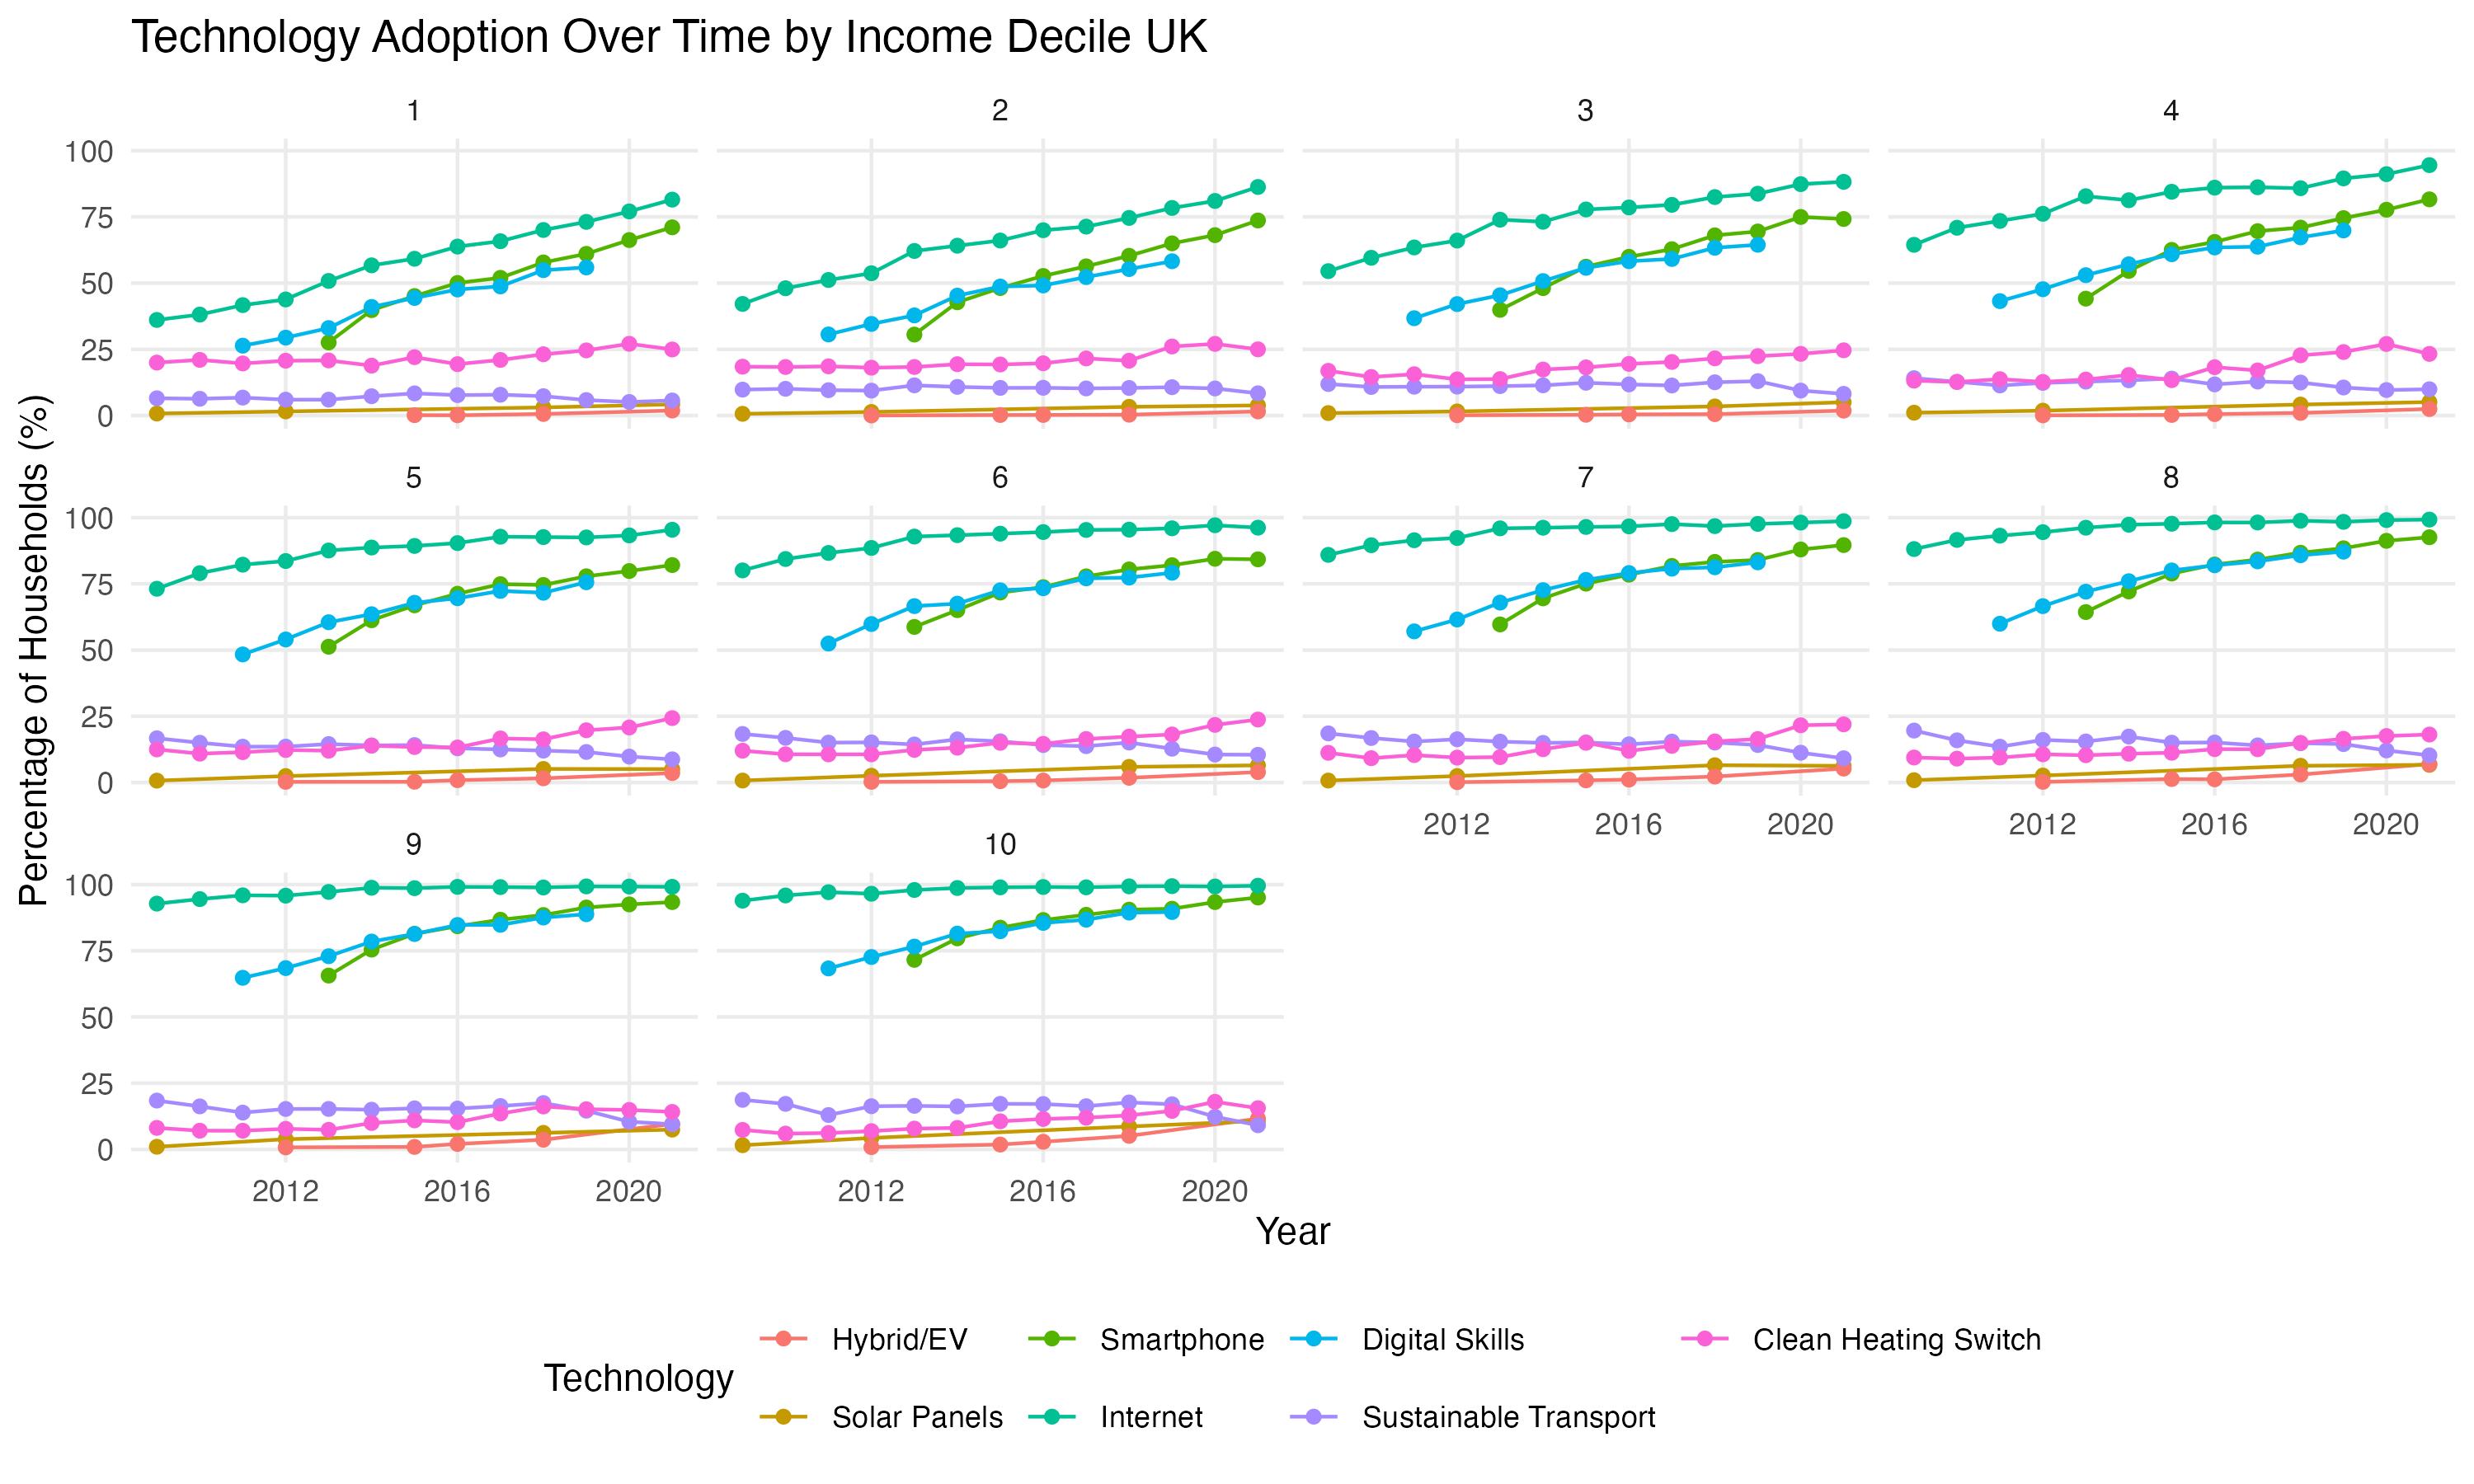 Technology Adoption Over Time by Income Decile UK
1 2 3 4
100
75
50
25
0
5 6 7 8
100
75
50
25
0
2012 2016 2020 2012 2016 2020
9 10
100
75
50
25
0
2012 2016 2020 2012 2016 2020
Percentage of Households (%)
Year
Technology
Hybrid/EV Smartphone Digital Skills Clean Heating Switch
Solar Panels Internet Sustainable Transport